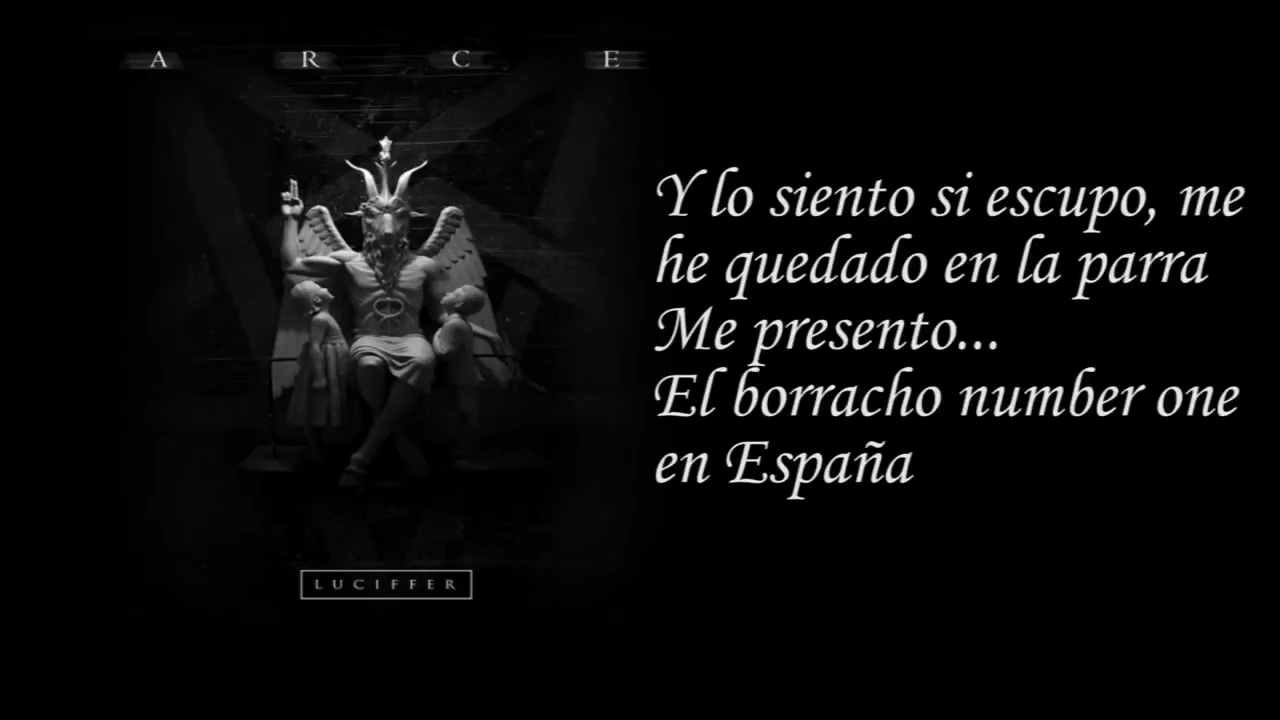 A R C E
Y lo siento si escupo, me
he quedado en la parra
Me presento...
El borracho number one
en España
LUCIFFER